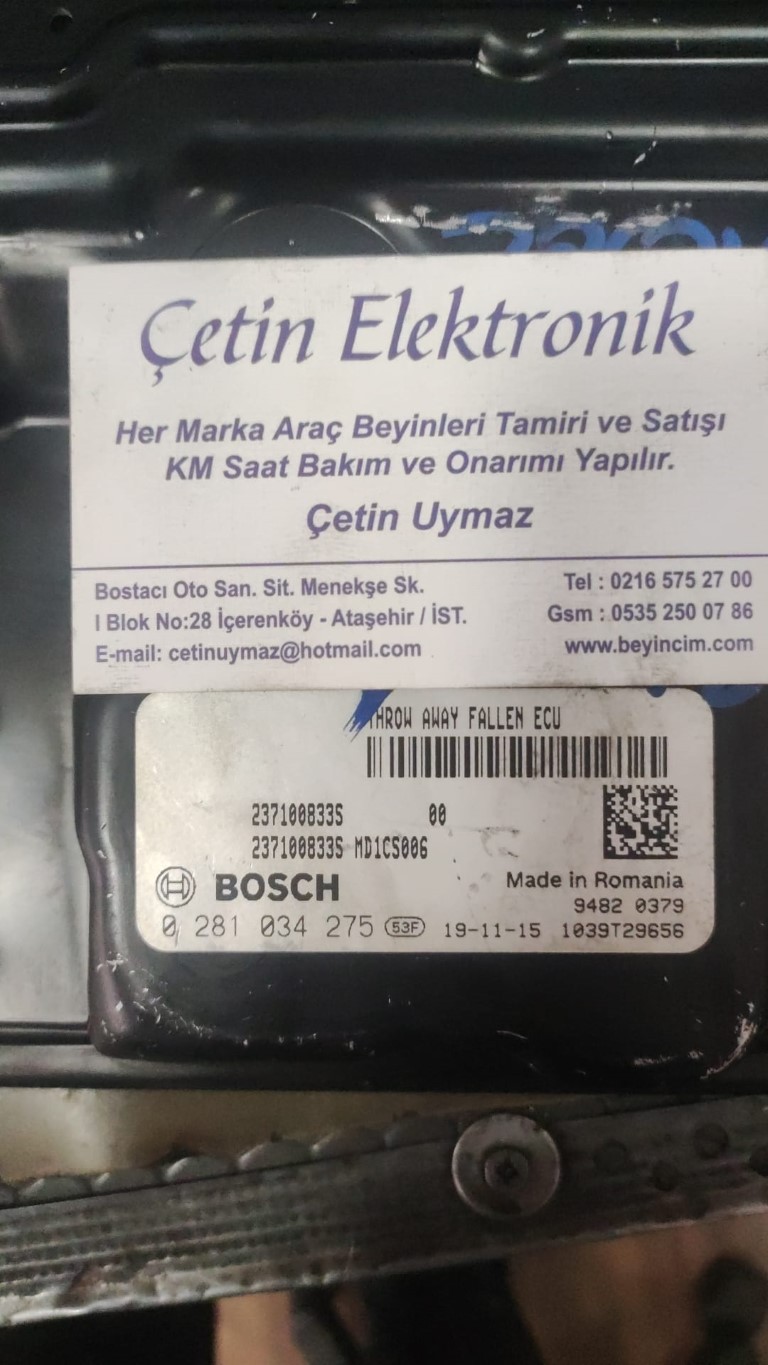 Çetin Elektronik
Her Marka Araç Beyinleri Tamiri ve Satışı
KM Saat Bakım ve Onarımı Yapılır.
Çetin Uymaz
Bostacı Oto San. Sit. Menekşe Sk.
I Blok No:28 İçerenköy - Ataşehir / İST.
E-mail: cetinuymaz@hotmail.com
Tel : 0216 575 27 00
Gsm : 0535 250 07 86
www.beyincim.com
THROW AWAY FALLEN ECU
237100833S 00
237100833S MD1CS006
BOSCH
Made in Romania
9482 0379
0 281 034 275 53F 19-11-15 1039T29656